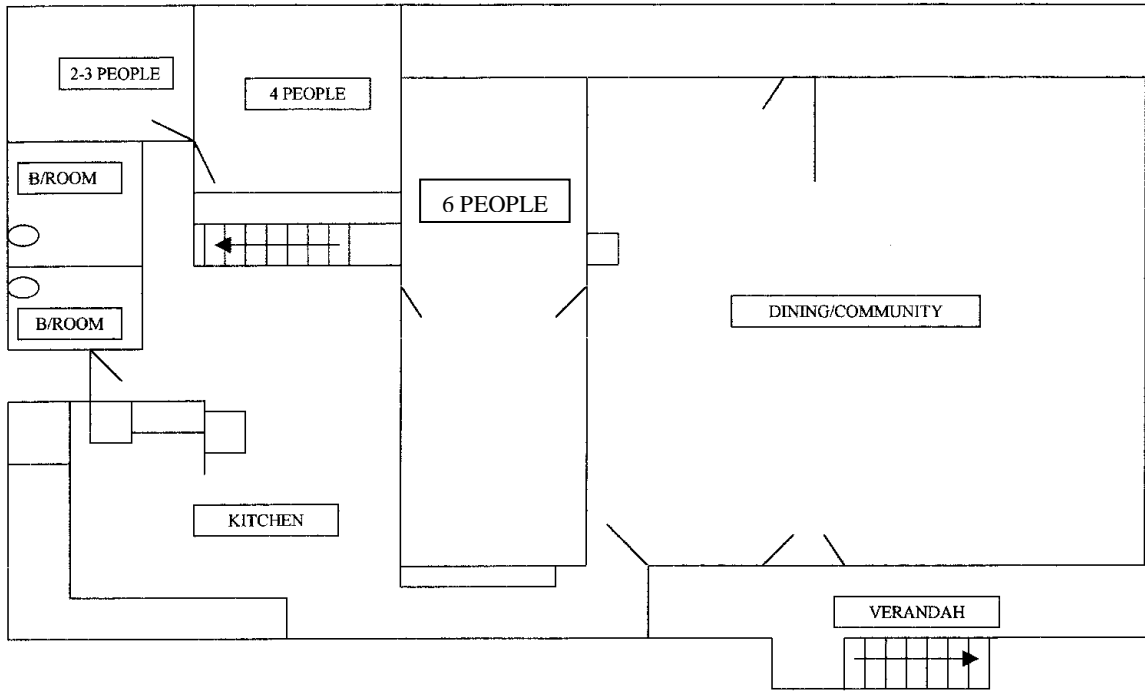 2-3 PEOPLE
4 PEOPLE
B/ROOM
6 PEOPLE
B/ROOM
DINING/COMMUNITY
KITCHEN
VERANDAH